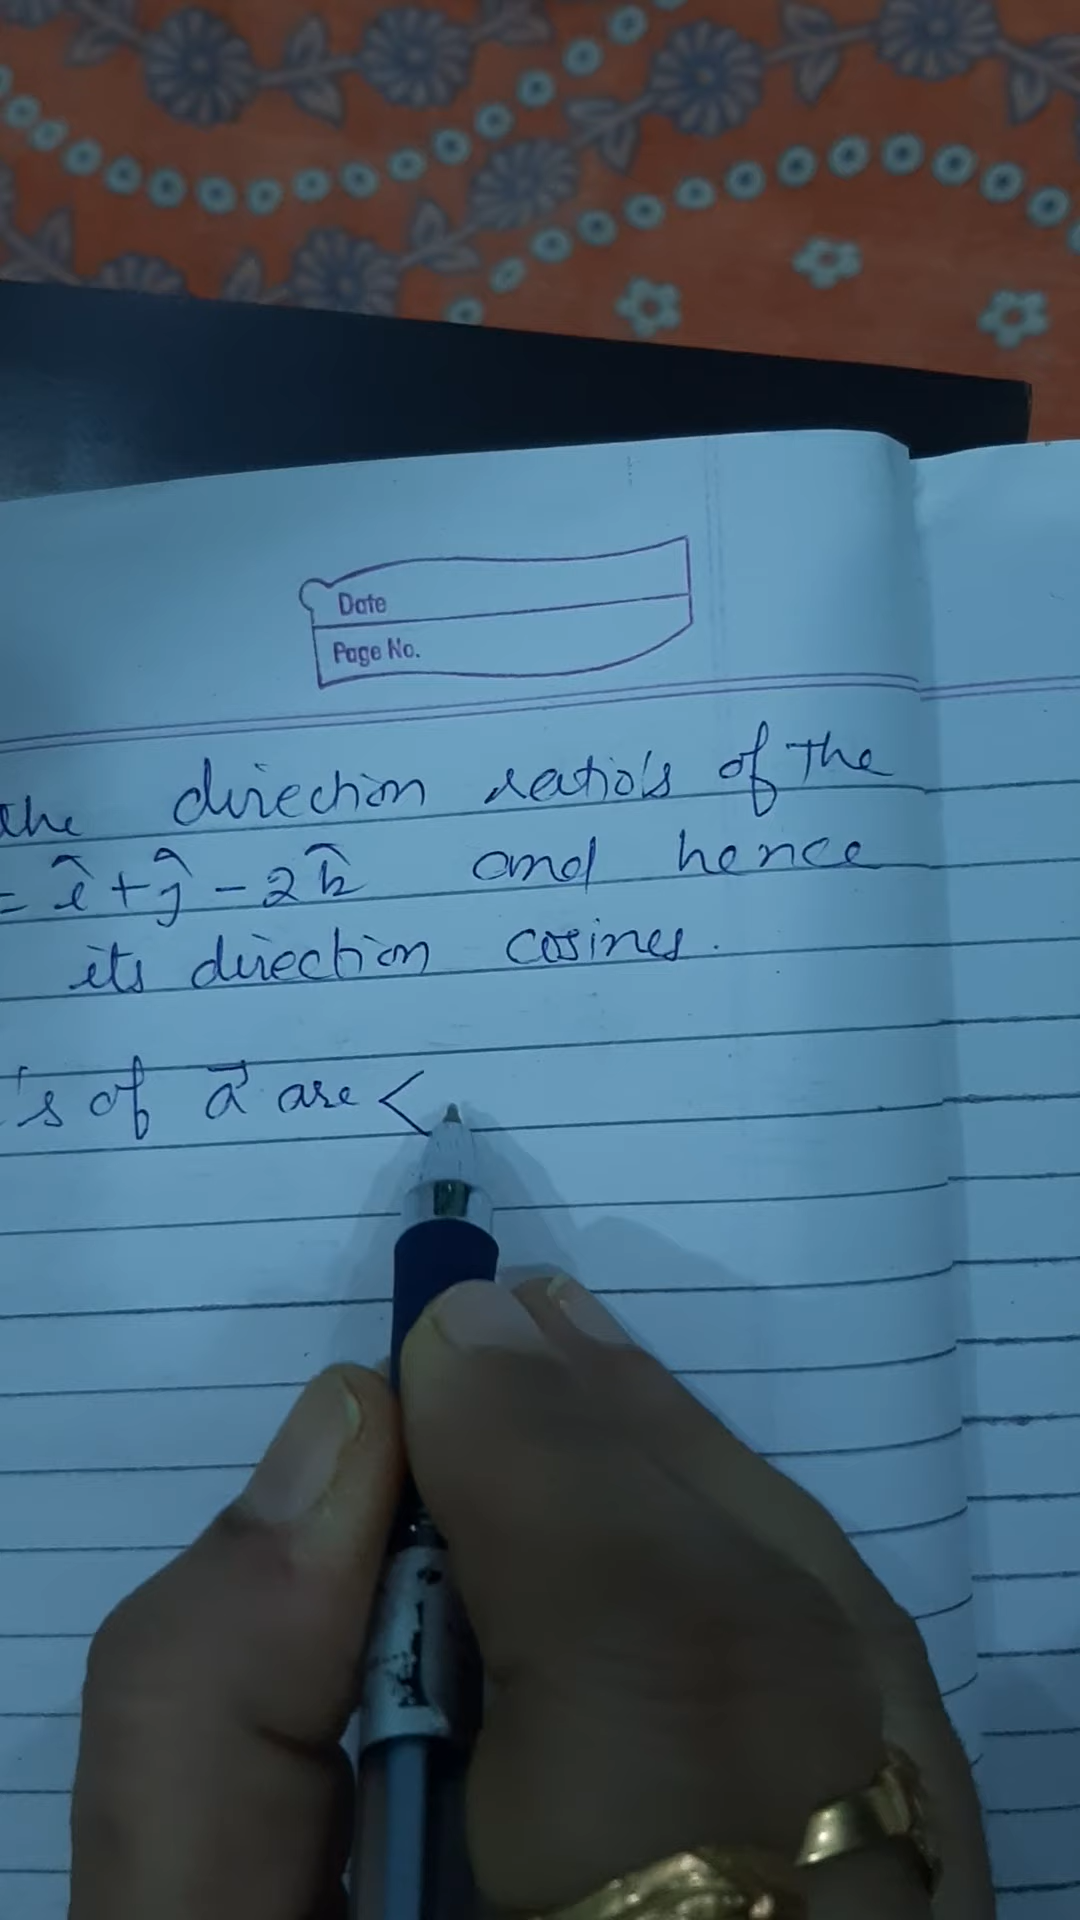 Date
Page No.
the direction ratio's of the
= î + ĵ - 2k̂ and hence
its direction cosines.
's of a⃗ are <